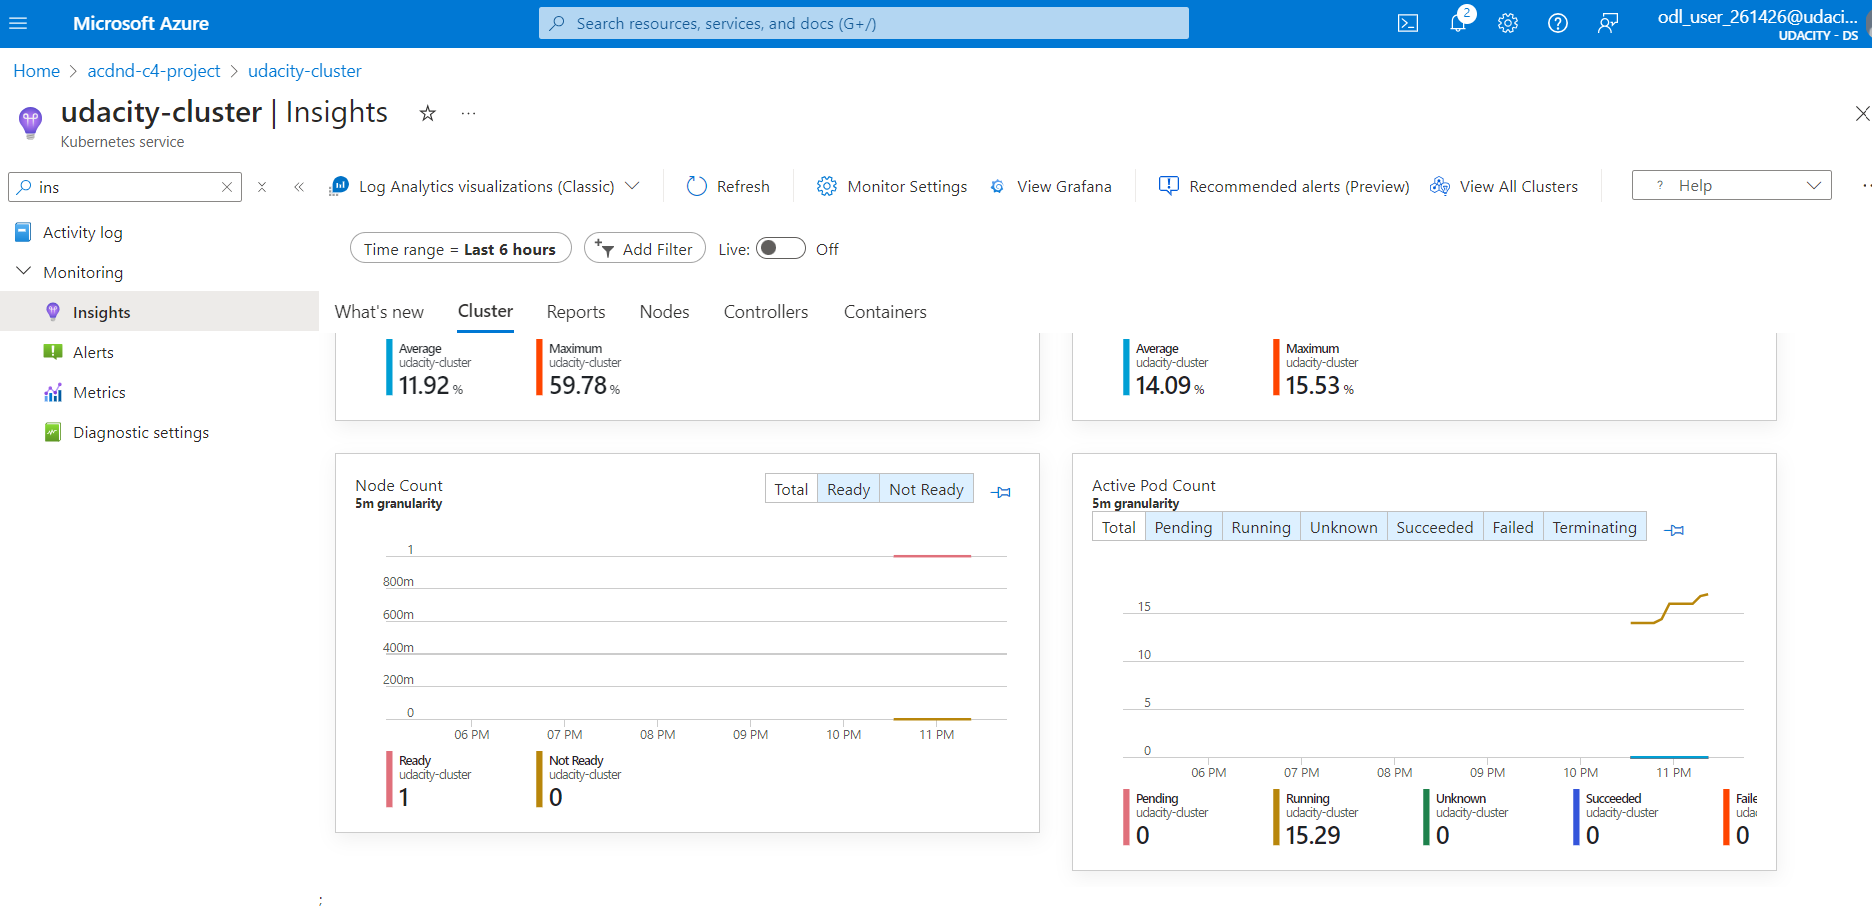 Microsoft Azure
Search resources, services, and docs (G+/)
2
odl_user_261426@udaci...
UDACITY - DS
Home > acdnd-c4-project > udacity-cluster
udacity-cluster | Insights
Kubernetes service
ins
Log Analytics visualizations (Classic)
Refresh
Monitor Settings
View Grafana
Recommended alerts (Preview)
View All Clusters
? Help
Activity log
Monitoring
Insights
Alerts
Metrics
Diagnostic settings
Time range = Last 6 hours
Add Filter
Live: Off
What's new
Cluster
Reports
Nodes
Controllers
Containers
Average
udacity-cluster
11.92 %
Maximum
udacity-cluster
59.78 %
Average
udacity-cluster
14.09 %
Maximum
udacity-cluster
15.53 %
Node Count
5m granularity
Total
Ready
Not Ready
1
800m
600m
400m
200m
0
06 PM
07 PM
08 PM
09 PM
10 PM
11 PM
Ready
udacity-cluster
1
Not Ready
udacity-cluster
0
Active Pod Count
5m granularity
Total
Pending
Running
Unknown
Succeeded
Failed
Terminating
15
10
5
0
06 PM
07 PM
08 PM
09 PM
10 PM
11 PM
Pending
udacity-cluster
0
Running
udacity-cluster
15.29
Unknown
udacity-cluster
0
Succeeded
udacity-cluster
0
Faile
udac
0
;